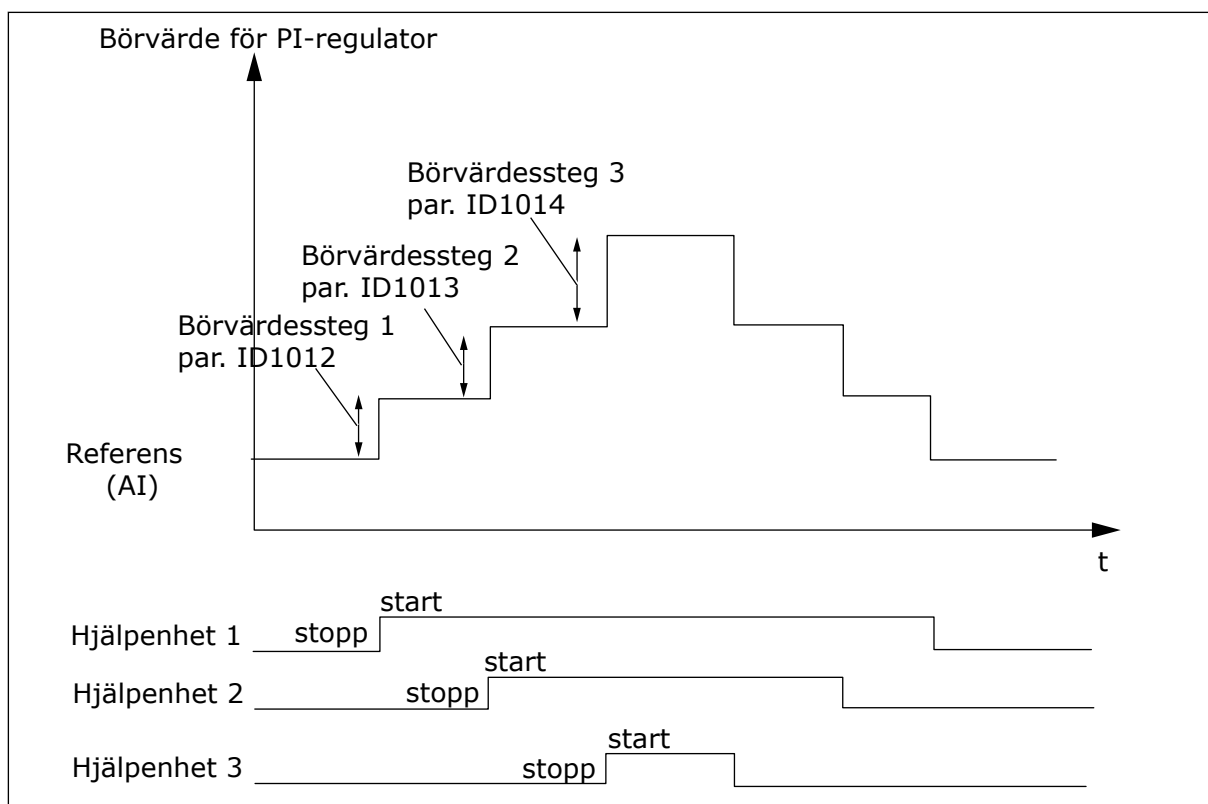 Börvärde för PI-regulator
Börvärdessteg 3
par. ID1014
Börvärdessteg 2
par. ID1013
Börvärdessteg 1
par. ID1012
Referens
(AI)
t
start
Hjälpenhet 1
stopp
start
Hjälpenhet 2
stopp
start
Hjälpenhet 3
stopp